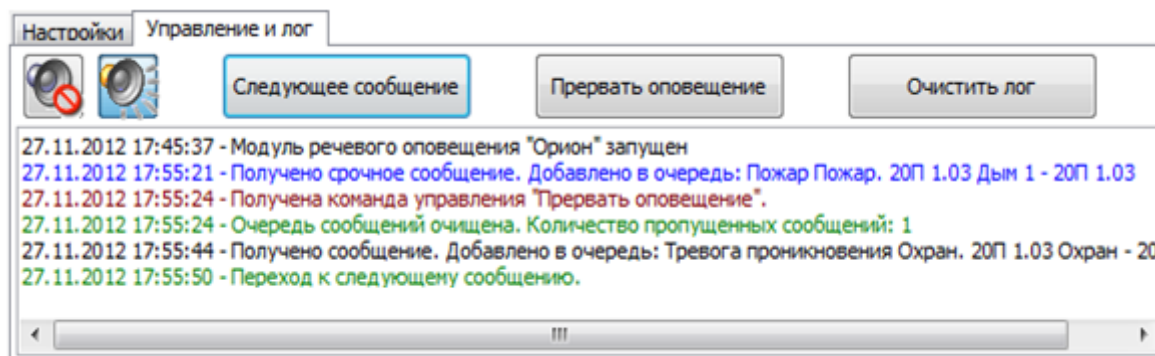 Настройки Управление и лог
Следующее сообщение Прервать оповещение Очистить лог
27.11.2012 17:45:37 - Модуль речевого оповещения "Орион" запущен
27.11.2012 17:55:21 - Получено срочное сообщение. Добавлено в очередь: Пожар Пожар. 20П 1.03 Дым 1 - 20П 1.03
27.11.2012 17:55:24 - Получена команда управления "Прервать оповещение".
27.11.2012 17:55:24 - Очередь сообщений очищена. Количество пропущенных сообщений: 1
27.11.2012 17:55:44 - Получено сообщение. Добавлено в очередь: Тревога проникновения Охран. 20П 1.03 Охран - 20
27.11.2012 17:55:50 - Переход к следующему сообщению.